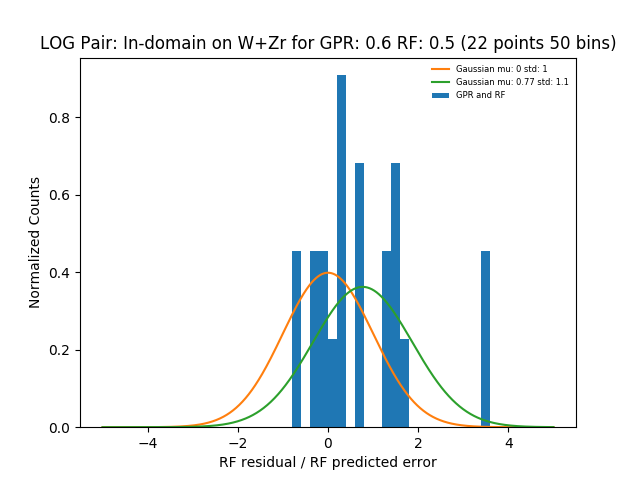 LOG Pair: In-domain on W+Zr for GPR: 0.6 RF: 0.5 (22 points 50 bins)
Gaussian mu: 0 std: 1
Gaussian mu: 0.77 std: 1.1
GPR and RF
Normalized Counts
0.8
0.6
0.4
0.2
0.0
−4 −2 0 2 4
RF residual / RF predicted error